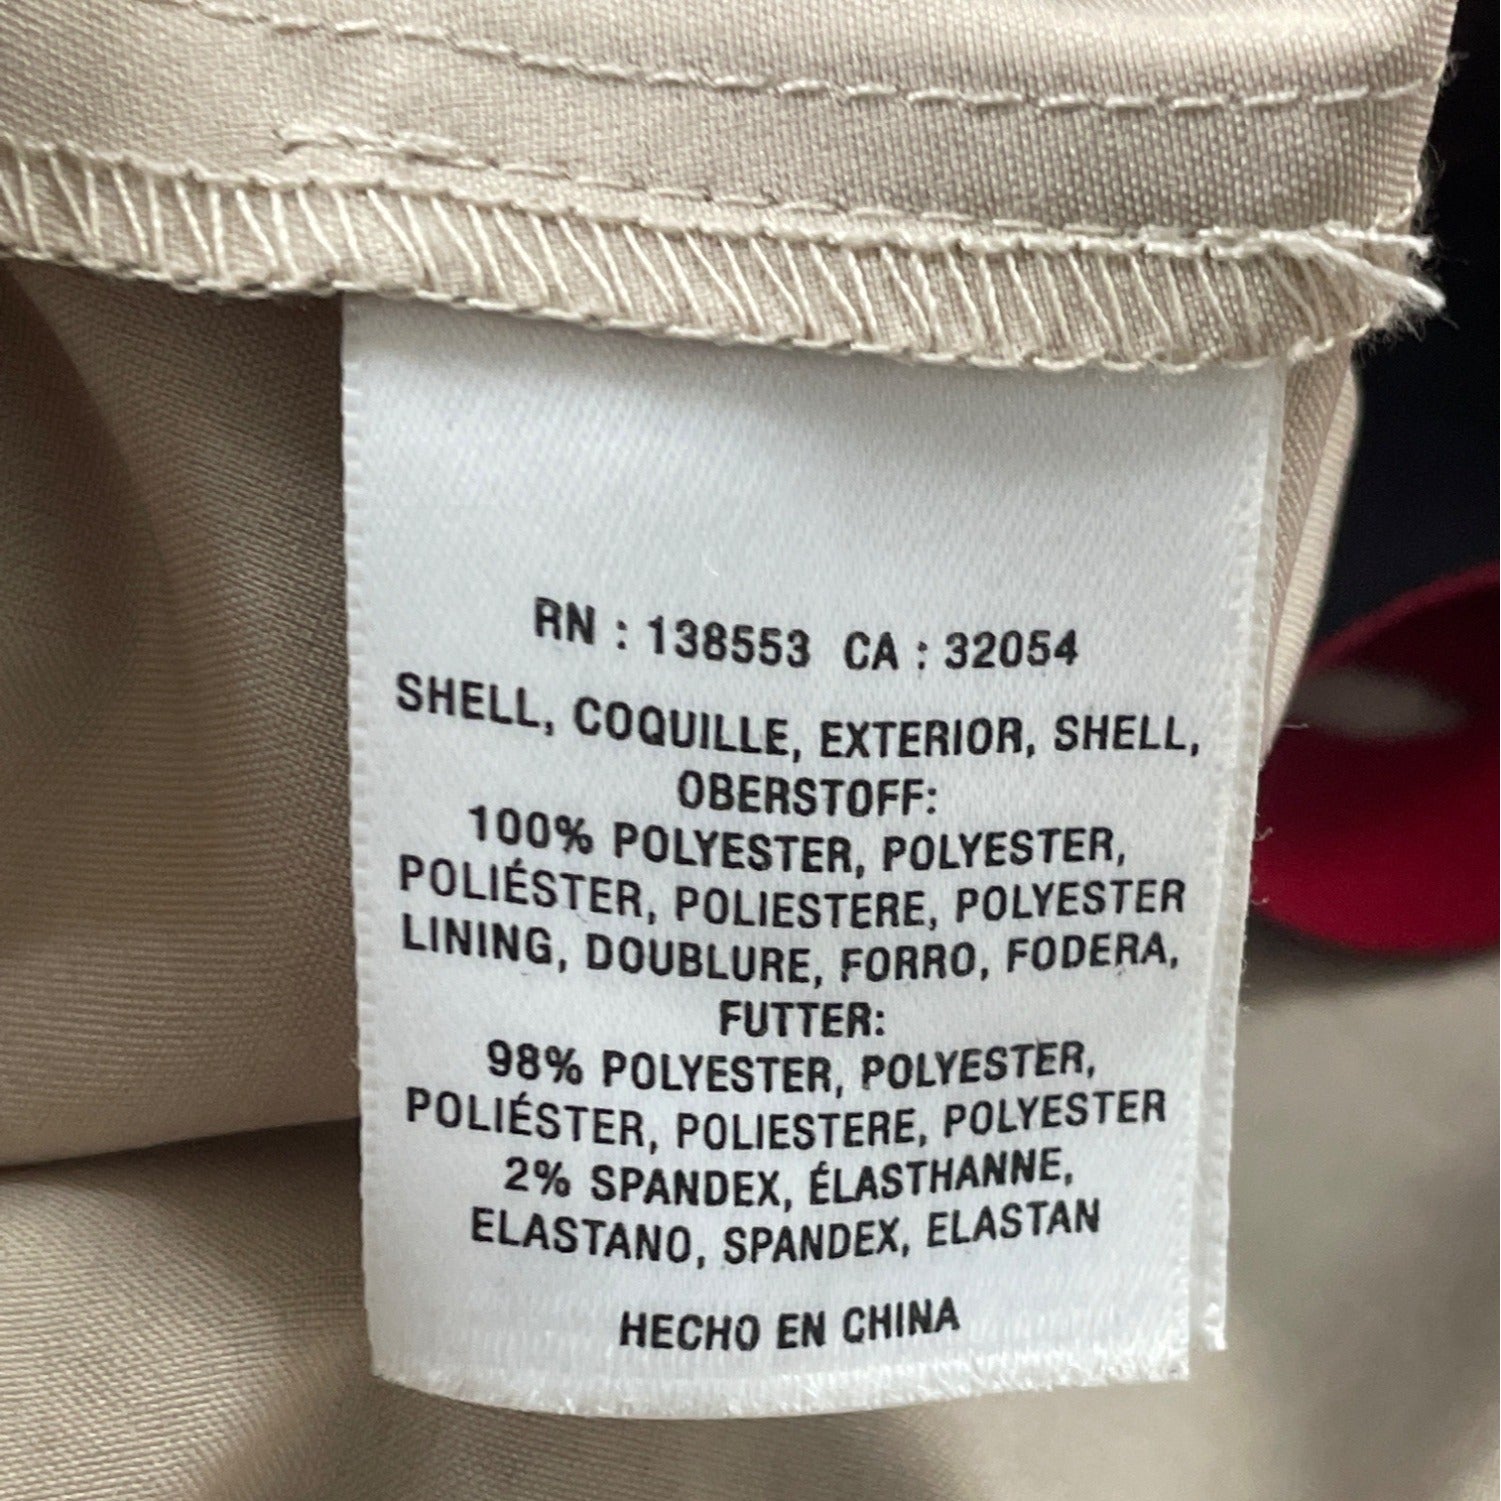 RN : 138553 CA : 32054
SHELL, COQUILLE, EXTERIOR, SHELL,
OBERSTOFF:
100% POLYESTER, POLYESTER,
POLIÉSTER, POLIESTERE, POLYESTER
LINING, DOUBLURE, FORRO, FODERA,
FUTTER:
98% POLYESTER, POLYESTER,
POLIÉSTER, POLIESTERE, POLYESTER
2% SPANDEX, ÉLASTHANNE,
ELASTANO, SPANDEX, ELASTAN
HECHO EN CHINA